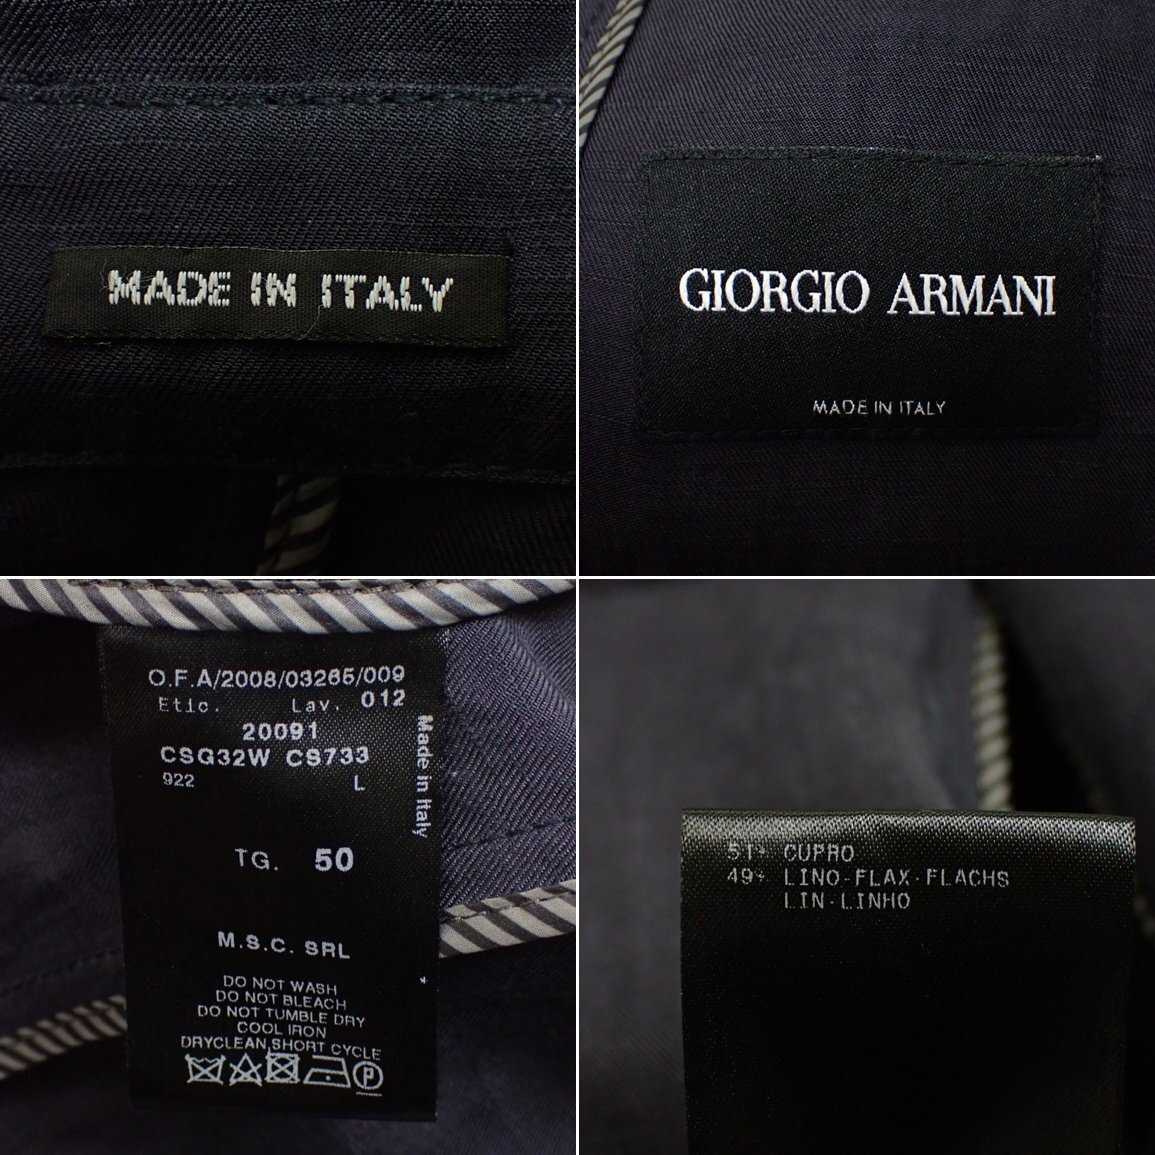 MADE IN ITALY
GIORGIO ARMANI
MADE IN ITALY
O.F.A/2008/03265/009
Etic. Lav. 012
20091
CSG32W CS733
922 L
Made in Italy
TG. 50
M.S.C. SRL
DO NOT WASH
DO NOT BLEACH
DO NOT TUMBLE DRY
COOL IRON
DRYCLEAN,SHORT CYCLE
P
51% CUPRO
49% LINO-FLAX-FLACHS
LIN-LINHO